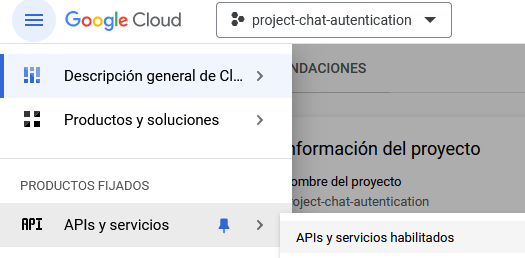 Google Cloud
project-chat-autentication
Descripción general de Cl...
NDACIONES
Productos y soluciones
nformación del proyecto
ombre del proyecto
PRODUCTOS FIJADOS
roject-chat-autentication
API
APIs y servicios
APIs y servicios habilitados